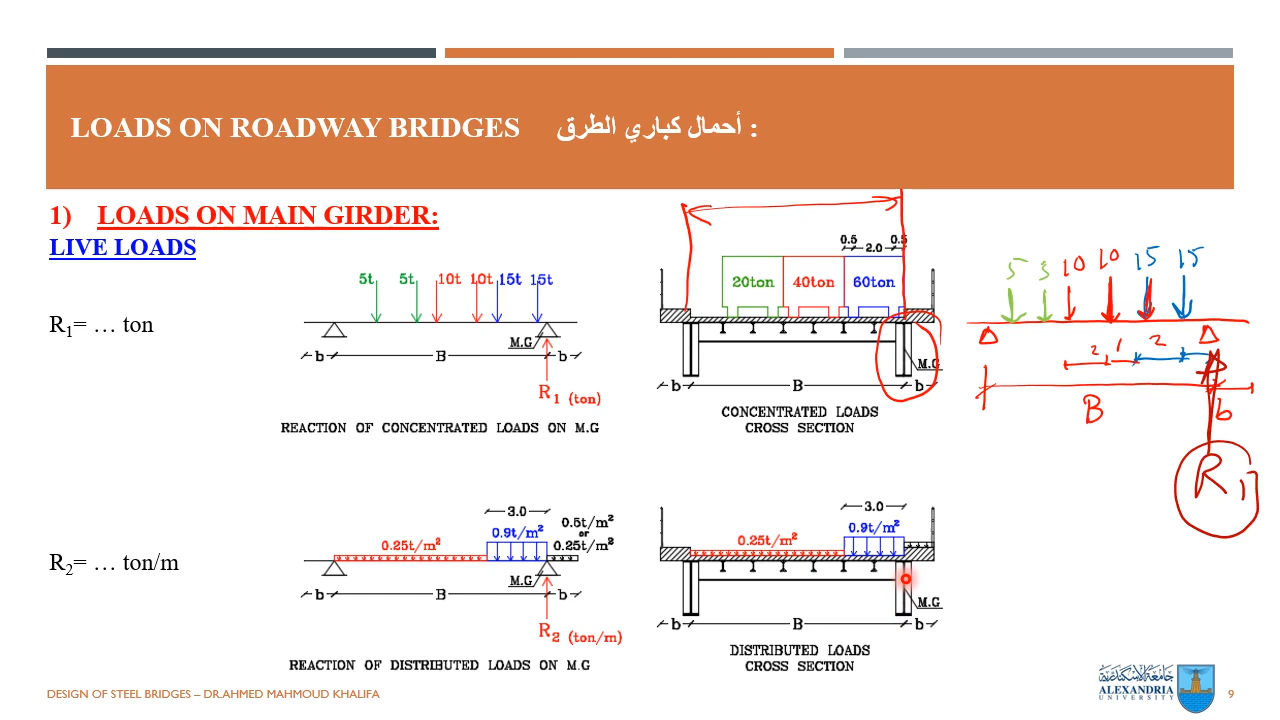 LOADS ON ROADWAY BRIDGES أحمال كباري الطرق :
1) LOADS ON MAIN GIRDER:
LIVE LOADS
R1= … ton
5t 5t 10t 10t 15t 15t
M.G
b B b
R1 (ton)
REACTION OF CONCENTRATED LOADS ON M.G
0.5 2.0 0.5
20ton 40ton 60ton
M.G
b B b
CONCENTRATED LOADS
CROSS SECTION
5 5 10 10 15 15
2 1 2
B b
R1
R2= … ton/m
3.0
0.25t/m² 0.9t/m² 0.5t/m²
or
0.25t/m²
M.G
b B b
R2 (ton/m)
REACTION OF DISTRIBUTED LOADS ON M.G
3.0
0.25t/m² 0.9t/m²
M.G
b B b
DISTRIBUTED LOADS
CROSS SECTION
DESIGN OF STEEL BRIDGES – DR.AHMED MAHMOUD KHALIFA
جامعة الإسكندرية
ALEXANDRIA
UNIVERSITY
9